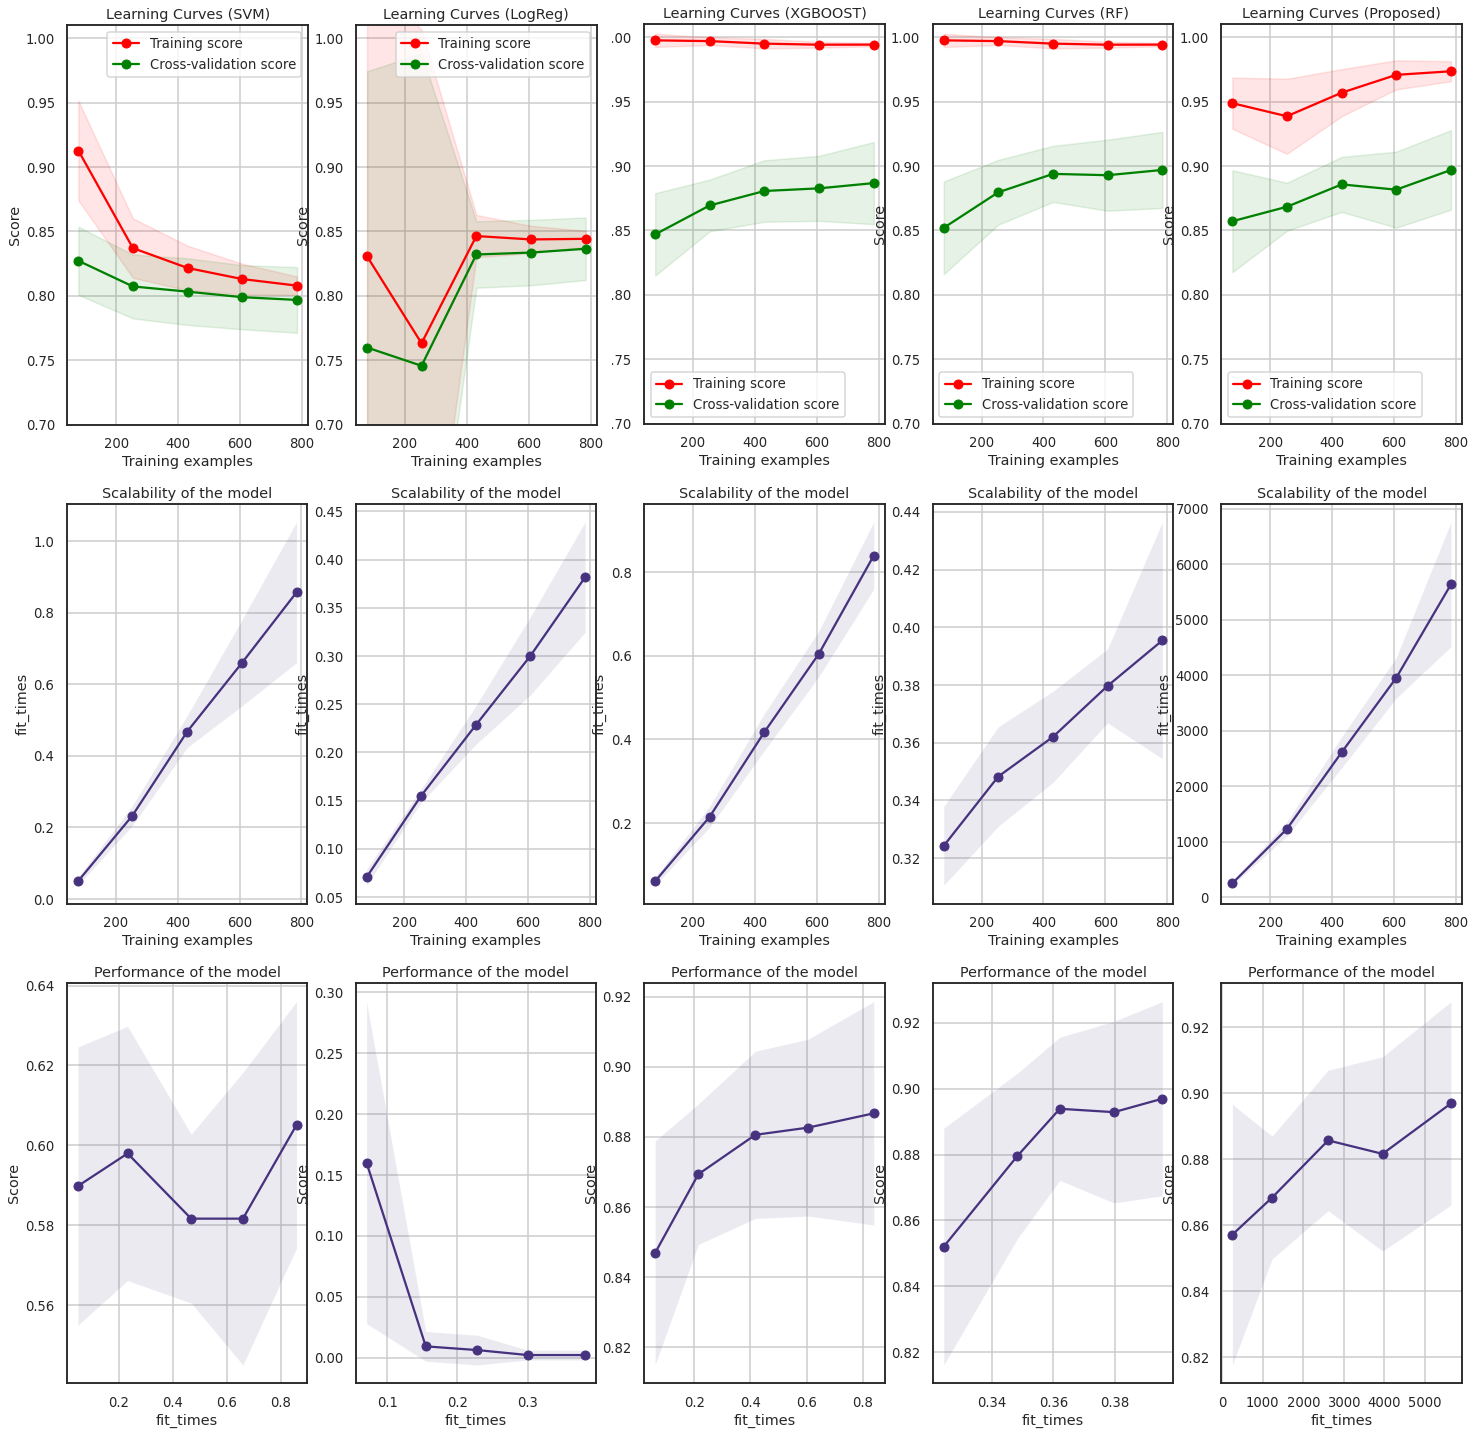 Learning Curves (SVM)
1.00
0.95
0.90
0.85
0.80
0.75
0.70
Score
Training score
Cross-validation score
200 400 600 800
Training examples
Learning Curves (LogReg)
1.00
0.95
0.90
0.85
0.80
0.75
0.70
Score
Training score
Cross-validation score
200 400 600 800
Training examples
Learning Curves (XGBOOST)
.00
.95
.90
.85
.80
.75
.70
Training score
Cross-validation score
200 400 600 800
Training examples
Learning Curves (RF)
1.00
0.95
0.90
0.85
0.80
0.75
0.70
Score
Training score
Cross-validation score
200 400 600 800
Training examples
Learning Curves (Proposed)
1.00
0.95
0.90
0.85
0.80
0.75
0.70
Score
Training score
Cross-validation score
200 400 600 800
Training examples
Scalability of the model
1.0
0.8
0.6
0.4
0.2
0.0
fit_times
200 400 600 800
Training examples
Scalability of the model
0.45
0.40
0.35
0.30
0.25
0.20
0.15
0.10
0.05
fit_times
200 400 600 800
Training examples
Scalability of the model
0.8
0.6
0.4
0.2
fit_times
200 400 600 800
Training examples
Scalability of the model
0.44
0.42
0.40
0.38
0.36
0.34
0.32
fit_times
200 400 600 800
Training examples
Scalability of the model
7000
6000
5000
4000
3000
2000
1000
0
fit_times
200 400 600 800
Training examples
Performance of the model
0.64
0.62
0.60
0.58
0.56
Score
0.2 0.4 0.6 0.8
fit_times
Performance of the model
0.30
0.25
0.20
0.15
0.10
0.05
0.00
Score
0.1 0.2 0.3
fit_times
Performance of the model
0.92
0.90
0.88
0.86
0.84
0.82
0.2 0.4 0.6 0.8
fit_times
Performance of the model
0.92
0.90
0.88
0.86
0.84
0.82
Score
0.34 0.36 0.38
fit_times
Performance of the model
0.92
0.90
0.88
0.86
0.84
0.82
Score
0 1000 2000 3000 4000 5000
fit_times